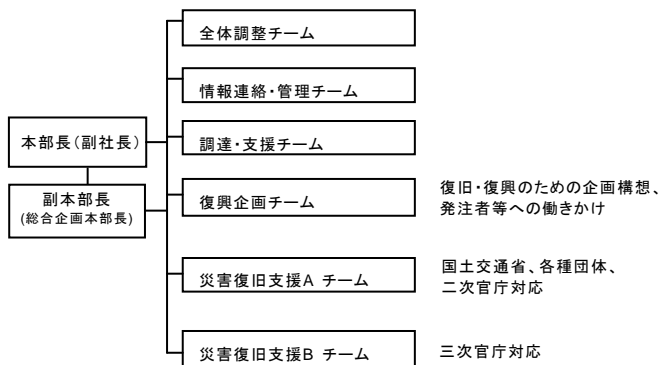 全体調整チーム
情報連絡・管理チーム
本部長(副社長)
調達・支援チーム
副本部長
(総合企画本部長)
復興企画チーム
復旧・復興のための企画構想、
発注者等への働きかけ
災害復旧支援A チーム
国土交通省、各種団体、
二次官庁対応
災害復旧支援B チーム
三次官庁対応